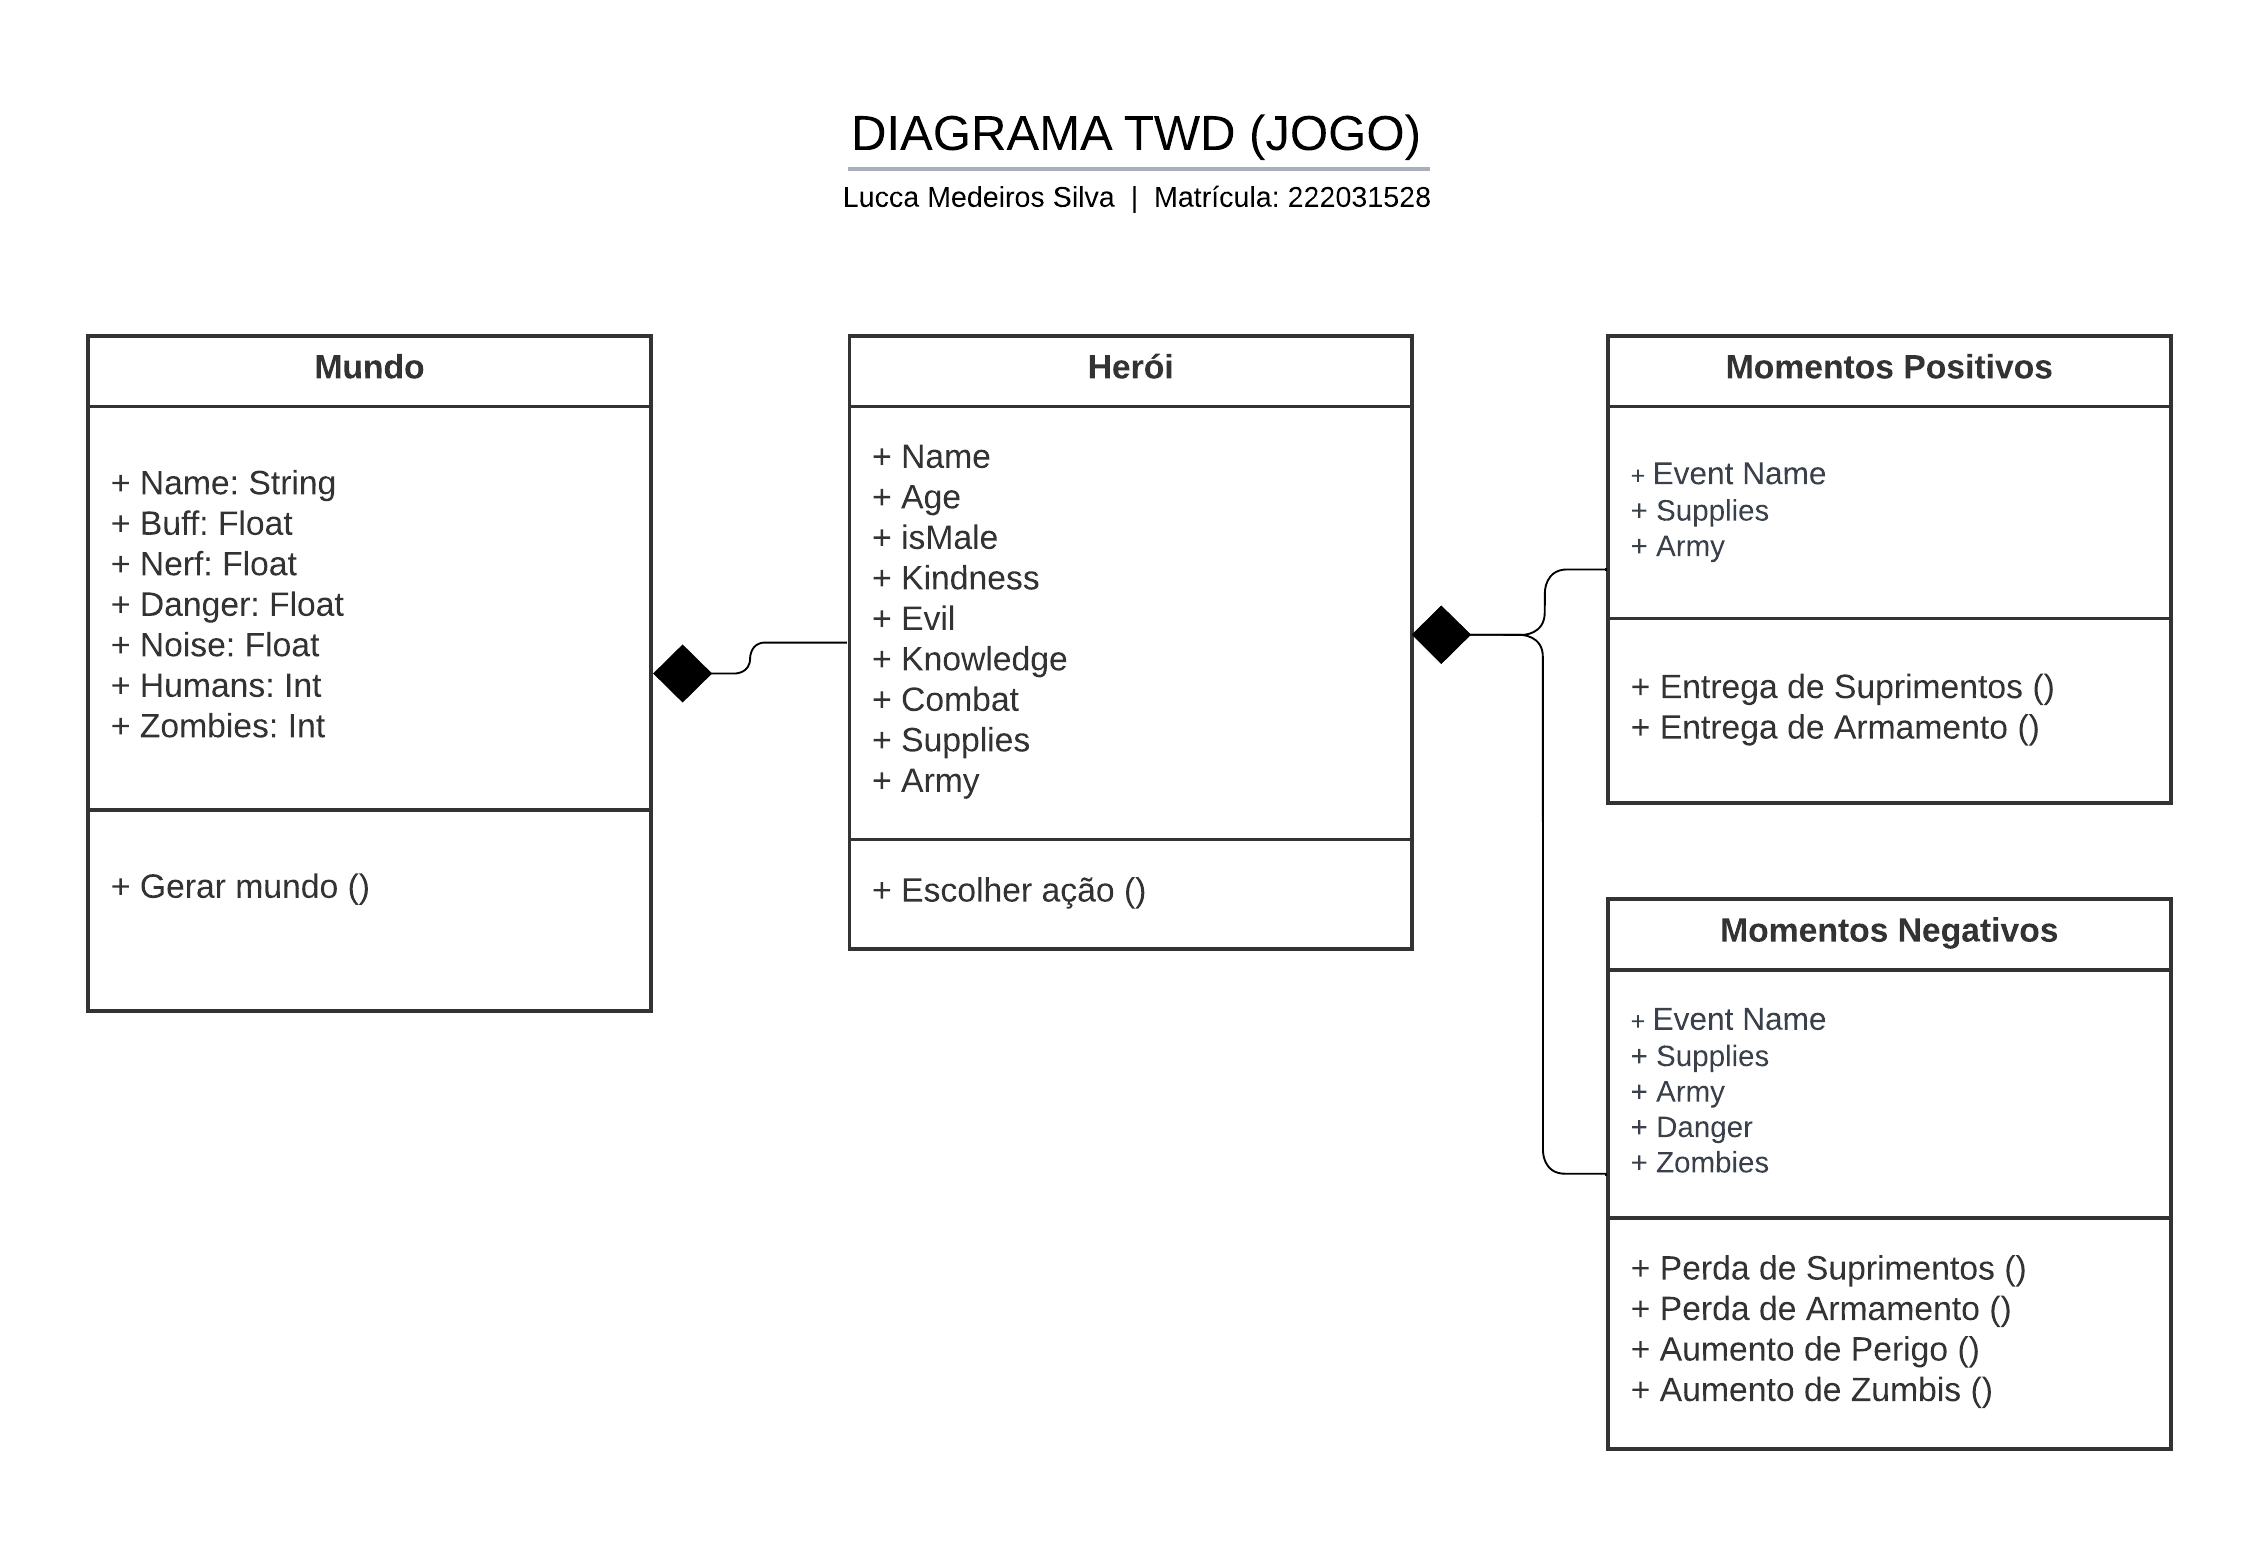 DIAGRAMA TWD (JOGO)
Lucca Medeiros Silva | Matrícula: 222031528
Mundo
+ Name: String
+ Buff: Float
+ Nerf: Float
+ Danger: Float
+ Noise: Float
+ Humans: Int
+ Zombies: Int
+ Gerar mundo ()
Herói
+ Name
+ Age
+ isMale
+ Kindness
+ Evil
+ Knowledge
+ Combat
+ Supplies
+ Army
+ Escolher ação ()
Momentos Positivos
+ Event Name
+ Supplies
+ Army
+ Entrega de Suprimentos ()
+ Entrega de Armamento ()
Momentos Negativos
+ Event Name
+ Supplies
+ Army
+ Danger
+ Zombies
+ Perda de Suprimentos ()
+ Perda de Armamento ()
+ Aumento de Perigo ()
+ Aumento de Zumbis ()